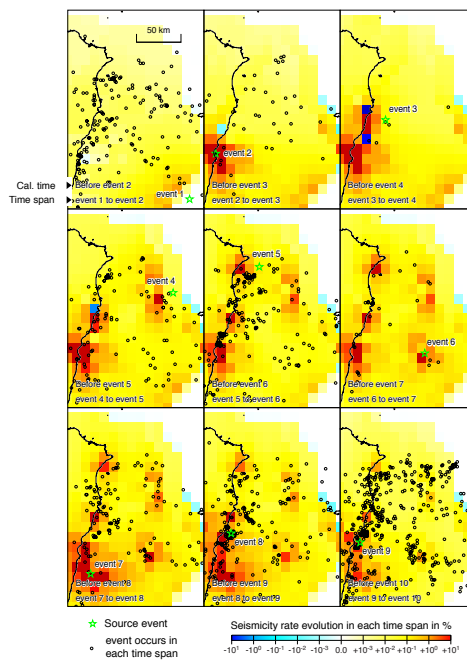 50 km
event 1
Cal. time
Before event 2
Time span
event 1 to event 2
event 2
Before event 3
event 2 to event 3
event 3
Before event 4
event 3 to event 4
event 4
Before event 5
event 4 to event 5
event 5
Before event 6
event 5 to event 6
event 6
Before event 7
event 6 to event 7
event 7
Before event 8
event 7 to event 8
event 8
Before event 9
event 8 to event 9
event 9
Before event 10
event 9 to event 10
Source event
event occurs in
each time span
Seismicity rate evolution in each time span in %
-10¹ -10⁰ -10⁻¹ -10⁻² -10⁻³ 0.0 +10⁻³ +10⁻² +10⁻¹ +10⁰ +10¹